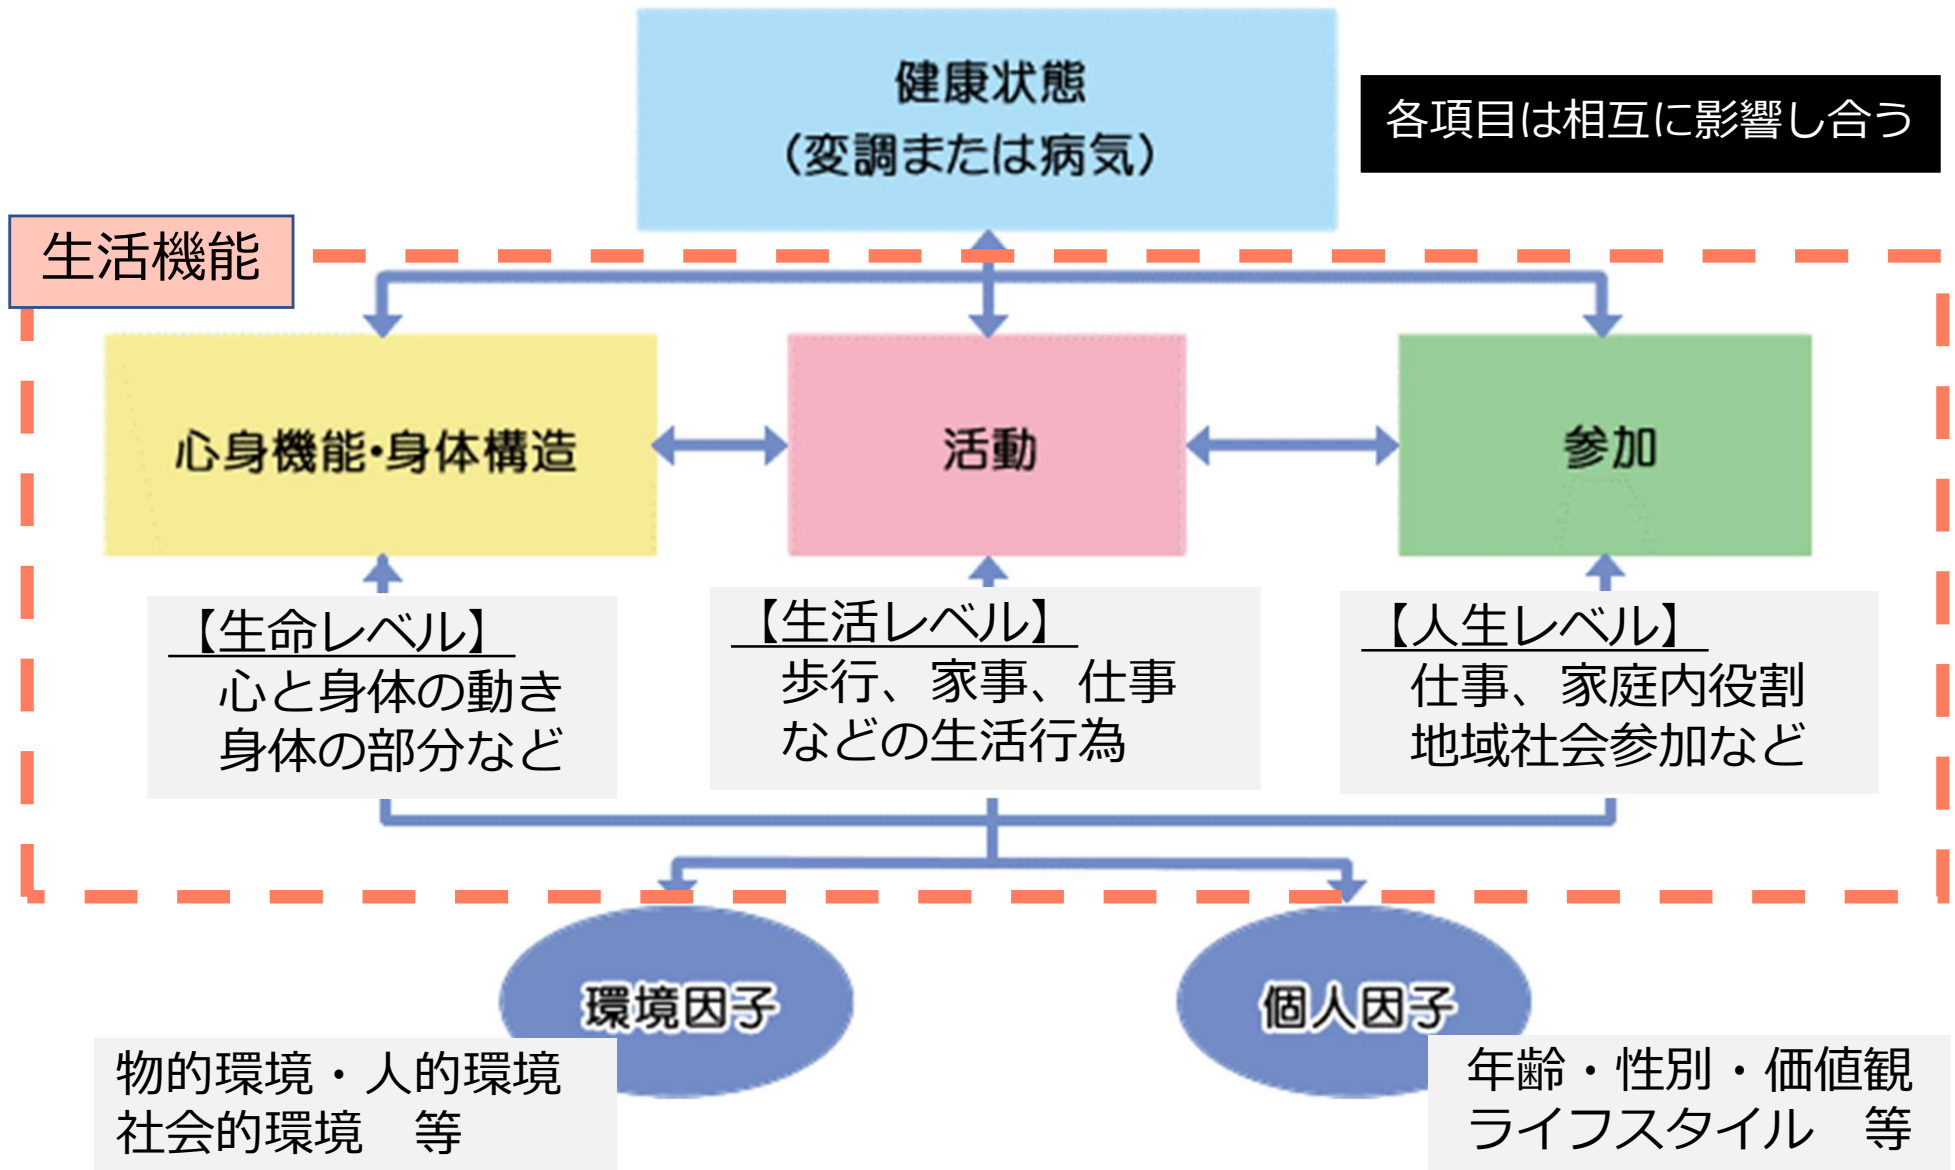 健康状態
（変調または病気）
各項目は相互に影響し合う
生活機能
心身機能・身体構造
活動
参加
【生命レベル】
心と身体の動き
身体の部分など
【生活レベル】
歩行、家事、仕事
などの生活行為
【人生レベル】
仕事、家庭内役割
地域社会参加など
環境因子
個人因子
物的環境・人的環境
社会的環境　等
年齢・性別・価値観
ライフスタイル　等